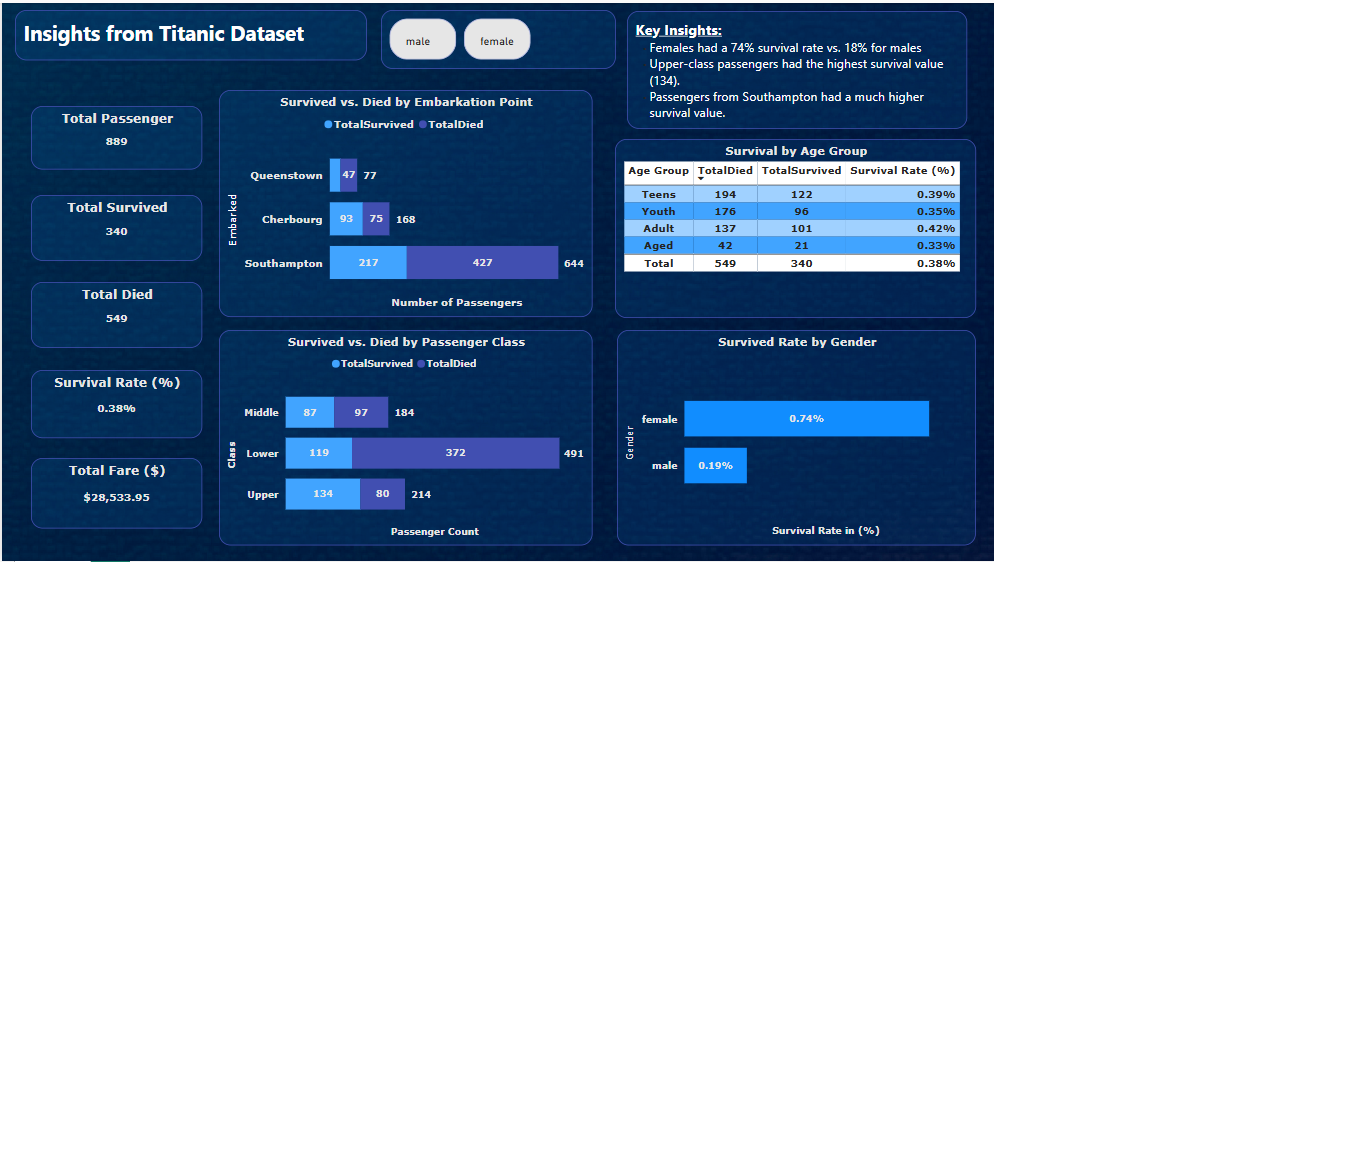 Insights from Titanic Dataset
male
female
Key Insights:
Females had a 74% survival rate vs. 18% for males
Upper-class passengers had the highest survival value
(134).
Passengers from Southampton had a much higher
survival value.
Total Passenger
889
Total Survived
340
Total Died
549
Survival Rate (%)
0.38%
Total Fare ($)
$28,533.95
Survived vs. Died by Embarkation Point
TotalSurvived TotalDied
Embarked
Queenstown 47 77
Cherbourg 93 75 168
Southampton 217 427 644
Number of Passengers
Survival by Age Group
Age Group TotalDied TotalSurvived Survival Rate (%)
Teens 194 122 0.39%
Youth 176 96 0.35%
Adult 137 101 0.42%
Aged 42 21 0.33%
Total 549 340 0.38%
Survived vs. Died by Passenger Class
TotalSurvived TotalDied
Class
Middle 87 97 184
Lower 119 372 491
Upper 134 80 214
Passenger Count
Survived Rate by Gender
Gender
female 0.74%
male 0.19%
Survival Rate in (%)